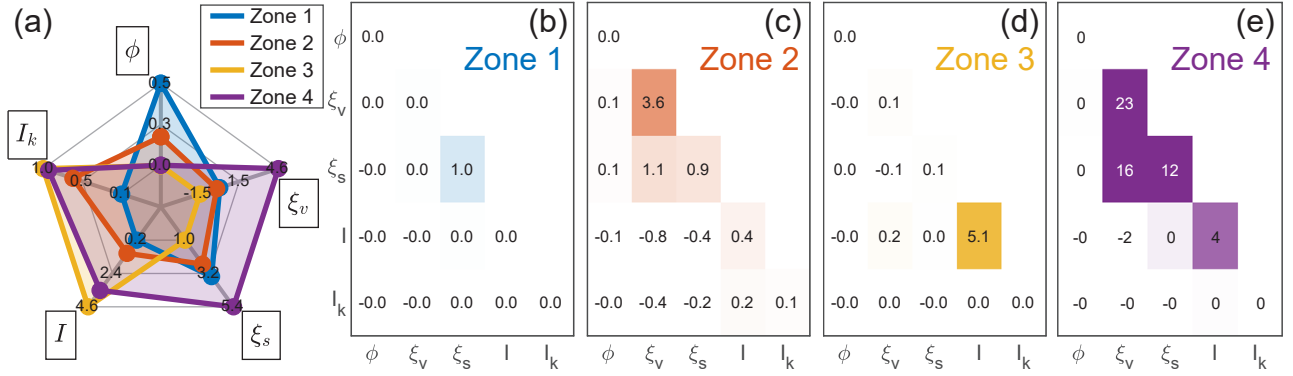 (a)
Zone 1
Zone 2
Zone 3
Zone 4
ϕ
0.5
0.3
0.0
I_k
1.0
0.5
0.1
4.6
1.5
-1.5
ξ_v
0.2
1.0
2.4
3.2
4.6
5.4
I
ξ_s
(b)
Zone 1
ϕ 0.0
ξ_v 0.0 0.0
ξ_s -0.0 0.0 1.0
I -0.0 -0.0 0.0 0.0
I_k -0.0 -0.0 0.0 0.0 0.0
ϕ ξ_v ξ_s I I_k
(c)
Zone 2
0.0
0.1 3.6
0.1 1.1 0.9
-0.1 -0.8 -0.4 0.4
-0.0 -0.4 -0.2 0.2 0.1
ϕ ξ_v ξ_s I I_k
(d)
Zone 3
0.0
-0.0 0.1
0.0 -0.1 0.1
-0.0 0.2 0.0 5.1
-0.0 0.0 -0.0 0.0 0.0
ϕ ξ_v ξ_s I I_k
(e)
Zone 4
0
0 23
0 16 12
-0 -2 0 4
-0 -0 -0 0 0
ϕ ξ_v ξ_s I I_k